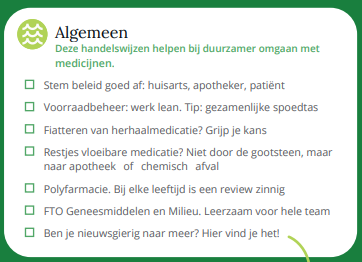 Algemeen
Deze handelswijzen helpen bij duurzamer omgaan met
medicijnen.
Stem beleid goed af: huisarts, apotheker, patiënt
Voorraadbeheer: werk lean. Tip: gezamenlijke spoedtas
Fiatteren van herhaalmedicatie? Grijp je kans
Restjes vloeibare medicatie? Niet door de gootsteen, maar
naar apotheek of chemisch afval
Polyfarmacie. Bij elke leeftijd is een review zinnig
FTO Geneesmiddelen en Milieu. Leerzaam voor hele team
Ben je nieuwsgierig naar meer? Hier vind je het!